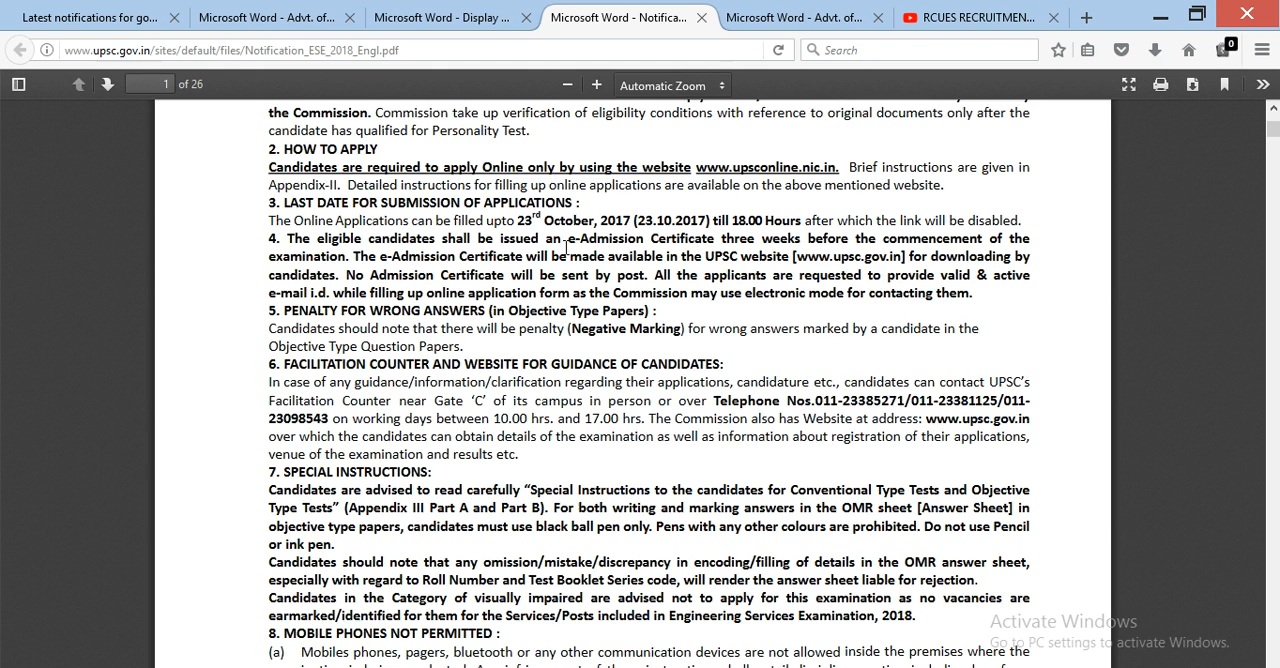 Latest notifications for go...
Microsoft Word - Advt. of...
Microsoft Word - Display ...
Microsoft Word - Notifica...
Microsoft Word - Advt. of...
RCUES RECRUITMEN...
www.upsc.gov.in/sites/default/files/Notification_ESE_2018_Engl.pdf
Search
0
1 of 26
Automatic Zoom
the Commission. Commission take up verification of eligibility conditions with reference to original documents only after the
candidate has qualified for Personality Test.
2. HOW TO APPLY
Candidates are required to apply Online only by using the website www.upsconline.nic.in. Brief instructions are given in
Appendix-II. Detailed instructions for filling up online applications are available on the above mentioned website.
3. LAST DATE FOR SUBMISSION OF APPLICATIONS :
The Online Applications can be filled upto 23rd October, 2017 (23.10.2017) till 18.00 Hours after which the link will be disabled.
4. The eligible candidates shall be issued an e-Admission Certificate three weeks before the commencement of the
examination. The e-Admission Certificate will be made available in the UPSC website [www.upsc.gov.in] for downloading by
candidates. No Admission Certificate will be sent by post. All the applicants are requested to provide valid & active
e-mail i.d. while filling up online application form as the Commission may use electronic mode for contacting them.
5. PENALTY FOR WRONG ANSWERS (in Objective Type Papers) :
Candidates should note that there will be penalty (Negative Marking) for wrong answers marked by a candidate in the
Objective Type Question Papers.
6. FACILITATION COUNTER AND WEBSITE FOR GUIDANCE OF CANDIDATES:
In case of any guidance/information/clarification regarding their applications, candidature etc., candidates can contact UPSC's
Facilitation Counter near Gate ‘C’ of its campus in person or over Telephone Nos.011-23385271/011-23381125/011-
23098543 on working days between 10.00 hrs. and 17.00 hrs. The Commission also has Website at address: www.upsc.gov.in
over which the candidates can obtain details of the examination as well as information about registration of their applications,
venue of the examination and results etc.
7. SPECIAL INSTRUCTIONS:
Candidates are advised to read carefully “Special Instructions to the candidates for Conventional Type Tests and Objective
Type Tests” (Appendix III Part A and Part B). For both writing and marking answers in the OMR sheet [Answer Sheet] in
objective type papers, candidates must use black ball pen only. Pens with any other colours are prohibited. Do not use Pencil
or ink pen.
Candidates should note that any omission/mistake/discrepancy in encoding/filling of details in the OMR answer sheet,
especially with regard to Roll Number and Test Booklet Series code, will render the answer sheet liable for rejection.
Candidates in the Category of visually impaired are advised not to apply for this examination as no vacancies are
earmarked/identified for them for the Services/Posts included in Engineering Services Examination, 2018.
8. MOBILE PHONES NOT PERMITTED :
(a) Mobile phones, pagers, bluetooth or any other communication devices are not allowed inside the premises where the
Activate Windows
Go to PC settings to activate Windows.